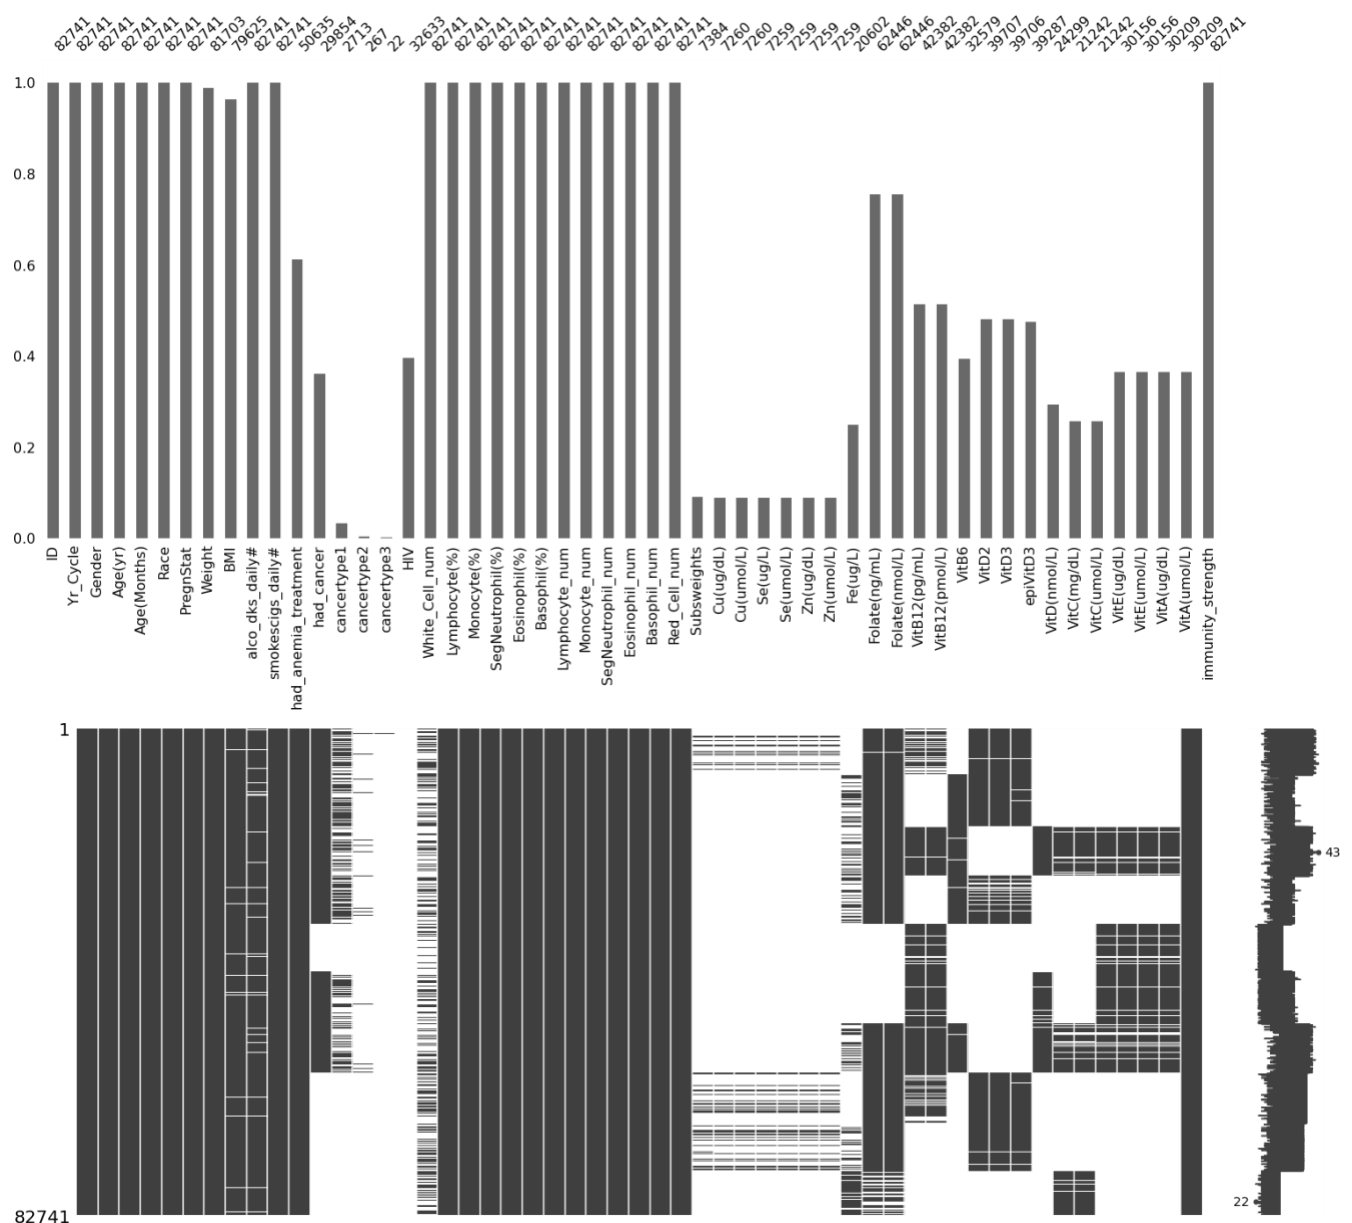 82741
82741
82741
82741
82741
82741
82741
81703
79625
82741
82741
50635
29854
2713
267
22
32633
82741
82741
82741
82741
82741
82741
82741
82741
82741
82741
82741
82741
7384
7260
7260
7259
7259
7259
7259
20602
62446
62446
42382
42382
32579
39707
39706
39287
24299
21242
21242
30156
30156
30209
30209
82741
1.0
0.8
0.6
0.4
0.2
0.0
ID
Yr_Cycle
Gender
Age(yr)
Age(Months)
Race
PregnStat
Weight
BMI
alco_dks_daily#
smokescigs_daily#
had_anemia_treatment
had_cancer
cancertype1
cancertype2
cancertype3
HIV
White_Cell_num
Lymphocyte(%)
Monocyte(%)
SegNeutrophil(%)
Eosinophil(%)
Basophil(%)
Lymphocyte_num
Monocyte_num
SegNeutrophil_num
Eosinophil_num
Basophil_num
Red_Cell_num
Subsweights
Cu(ug/dL)
Cu(umol/L)
Se(ug/L)
Se(umol/L)
Zn(ug/dL)
Zn(umol/L)
Fe(ug/L)
Folate(ng/mL)
Folate(nmol/L)
VitB12(pg/mL)
VitB12(pmol/L)
VitB6
VitD2
VitD3
epiVitD3
VitD(nmol/L)
VitC(mg/dL)
VitC(umol/L)
VitE(ug/dL)
VitE(umol/L)
VitA(ug/dL)
VitA(umol/L)
immunity_strength
1
43
22
82741